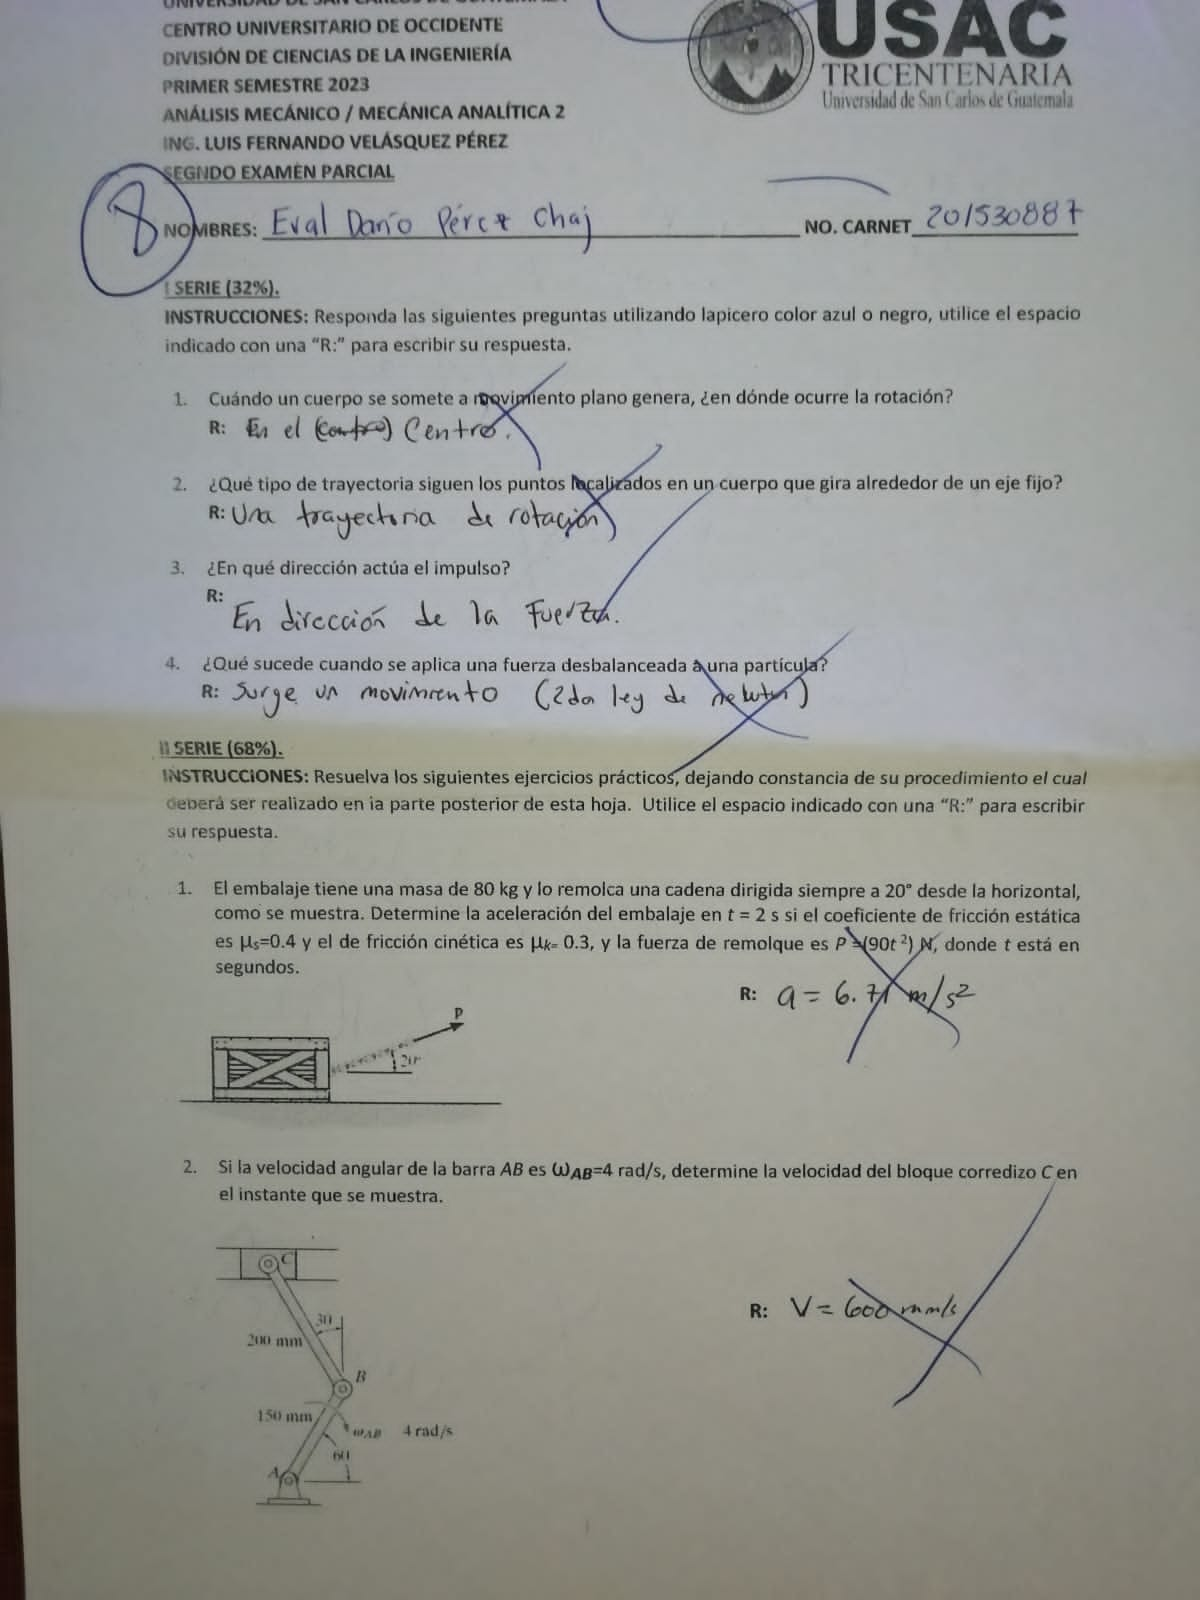 CENTRO UNIVERSITARIO DE OCCIDENTE
DIVISIÓN DE CIENCIAS DE LA INGENIERÍA
PRIMER SEMESTRE 2023
ANÁLISIS MECÁNICO / MECÁNICA ANALÍTICA 2
ING. LUIS FERNANDO VELÁSQUEZ PÉREZ
SEGNDO EXAMEN PARCIAL
USAC
TRICENTENARIA
Universidad de San Carlos de Guatemala
8
NOMBRES: Eval Darío Pérez Chaj NO. CARNET 201530887
I SERIE (32%).
INSTRUCCIONES: Responda las siguientes preguntas utilizando lapicero color azul o negro, utilice el espacio
indicado con una “R:” para escribir su respuesta.
1. Cuándo un cuerpo se somete a movimiento plano genera, ¿en dónde ocurre la rotación?
R: En el Centro.
2. ¿Qué tipo de trayectoria siguen los puntos localizados en un cuerpo que gira alrededor de un eje fijo?
R: Una trayectoria de rotación
3. ¿En qué dirección actúa el impulso?
R: En dirección de la Fuerza.
4. ¿Qué sucede cuando se aplica una fuerza desbalanceada a una partícula?
R: Surge un movimiento (2da ley de newton)
II SERIE (68%).
INSTRUCCIONES: Resuelva los siguientes ejercicios prácticos, dejando constancia de su procedimiento el cual
deberá ser realizado en la parte posterior de esta hoja. Utilice el espacio indicado con una “R:” para escribir
su respuesta.
1. El embalaje tiene una masa de 80 kg y lo remolca una cadena dirigida siempre a 20° desde la horizontal,
como se muestra. Determine la aceleración del embalaje en t = 2 s si el coeficiente de fricción estática
es μs=0.4 y el de fricción cinética es μk= 0.3, y la fuerza de remolque es P =(90t²) N, donde t está en
segundos.
R: a = 6.71 m/s²
P
20°
2. Si la velocidad angular de la barra AB es ωAB=4 rad/s, determine la velocidad del bloque corredizo C en
el instante que se muestra.
C
30
200 mm
R: V = 600 mm/s
B
150 mm
ωAB 4 rad/s
60
A